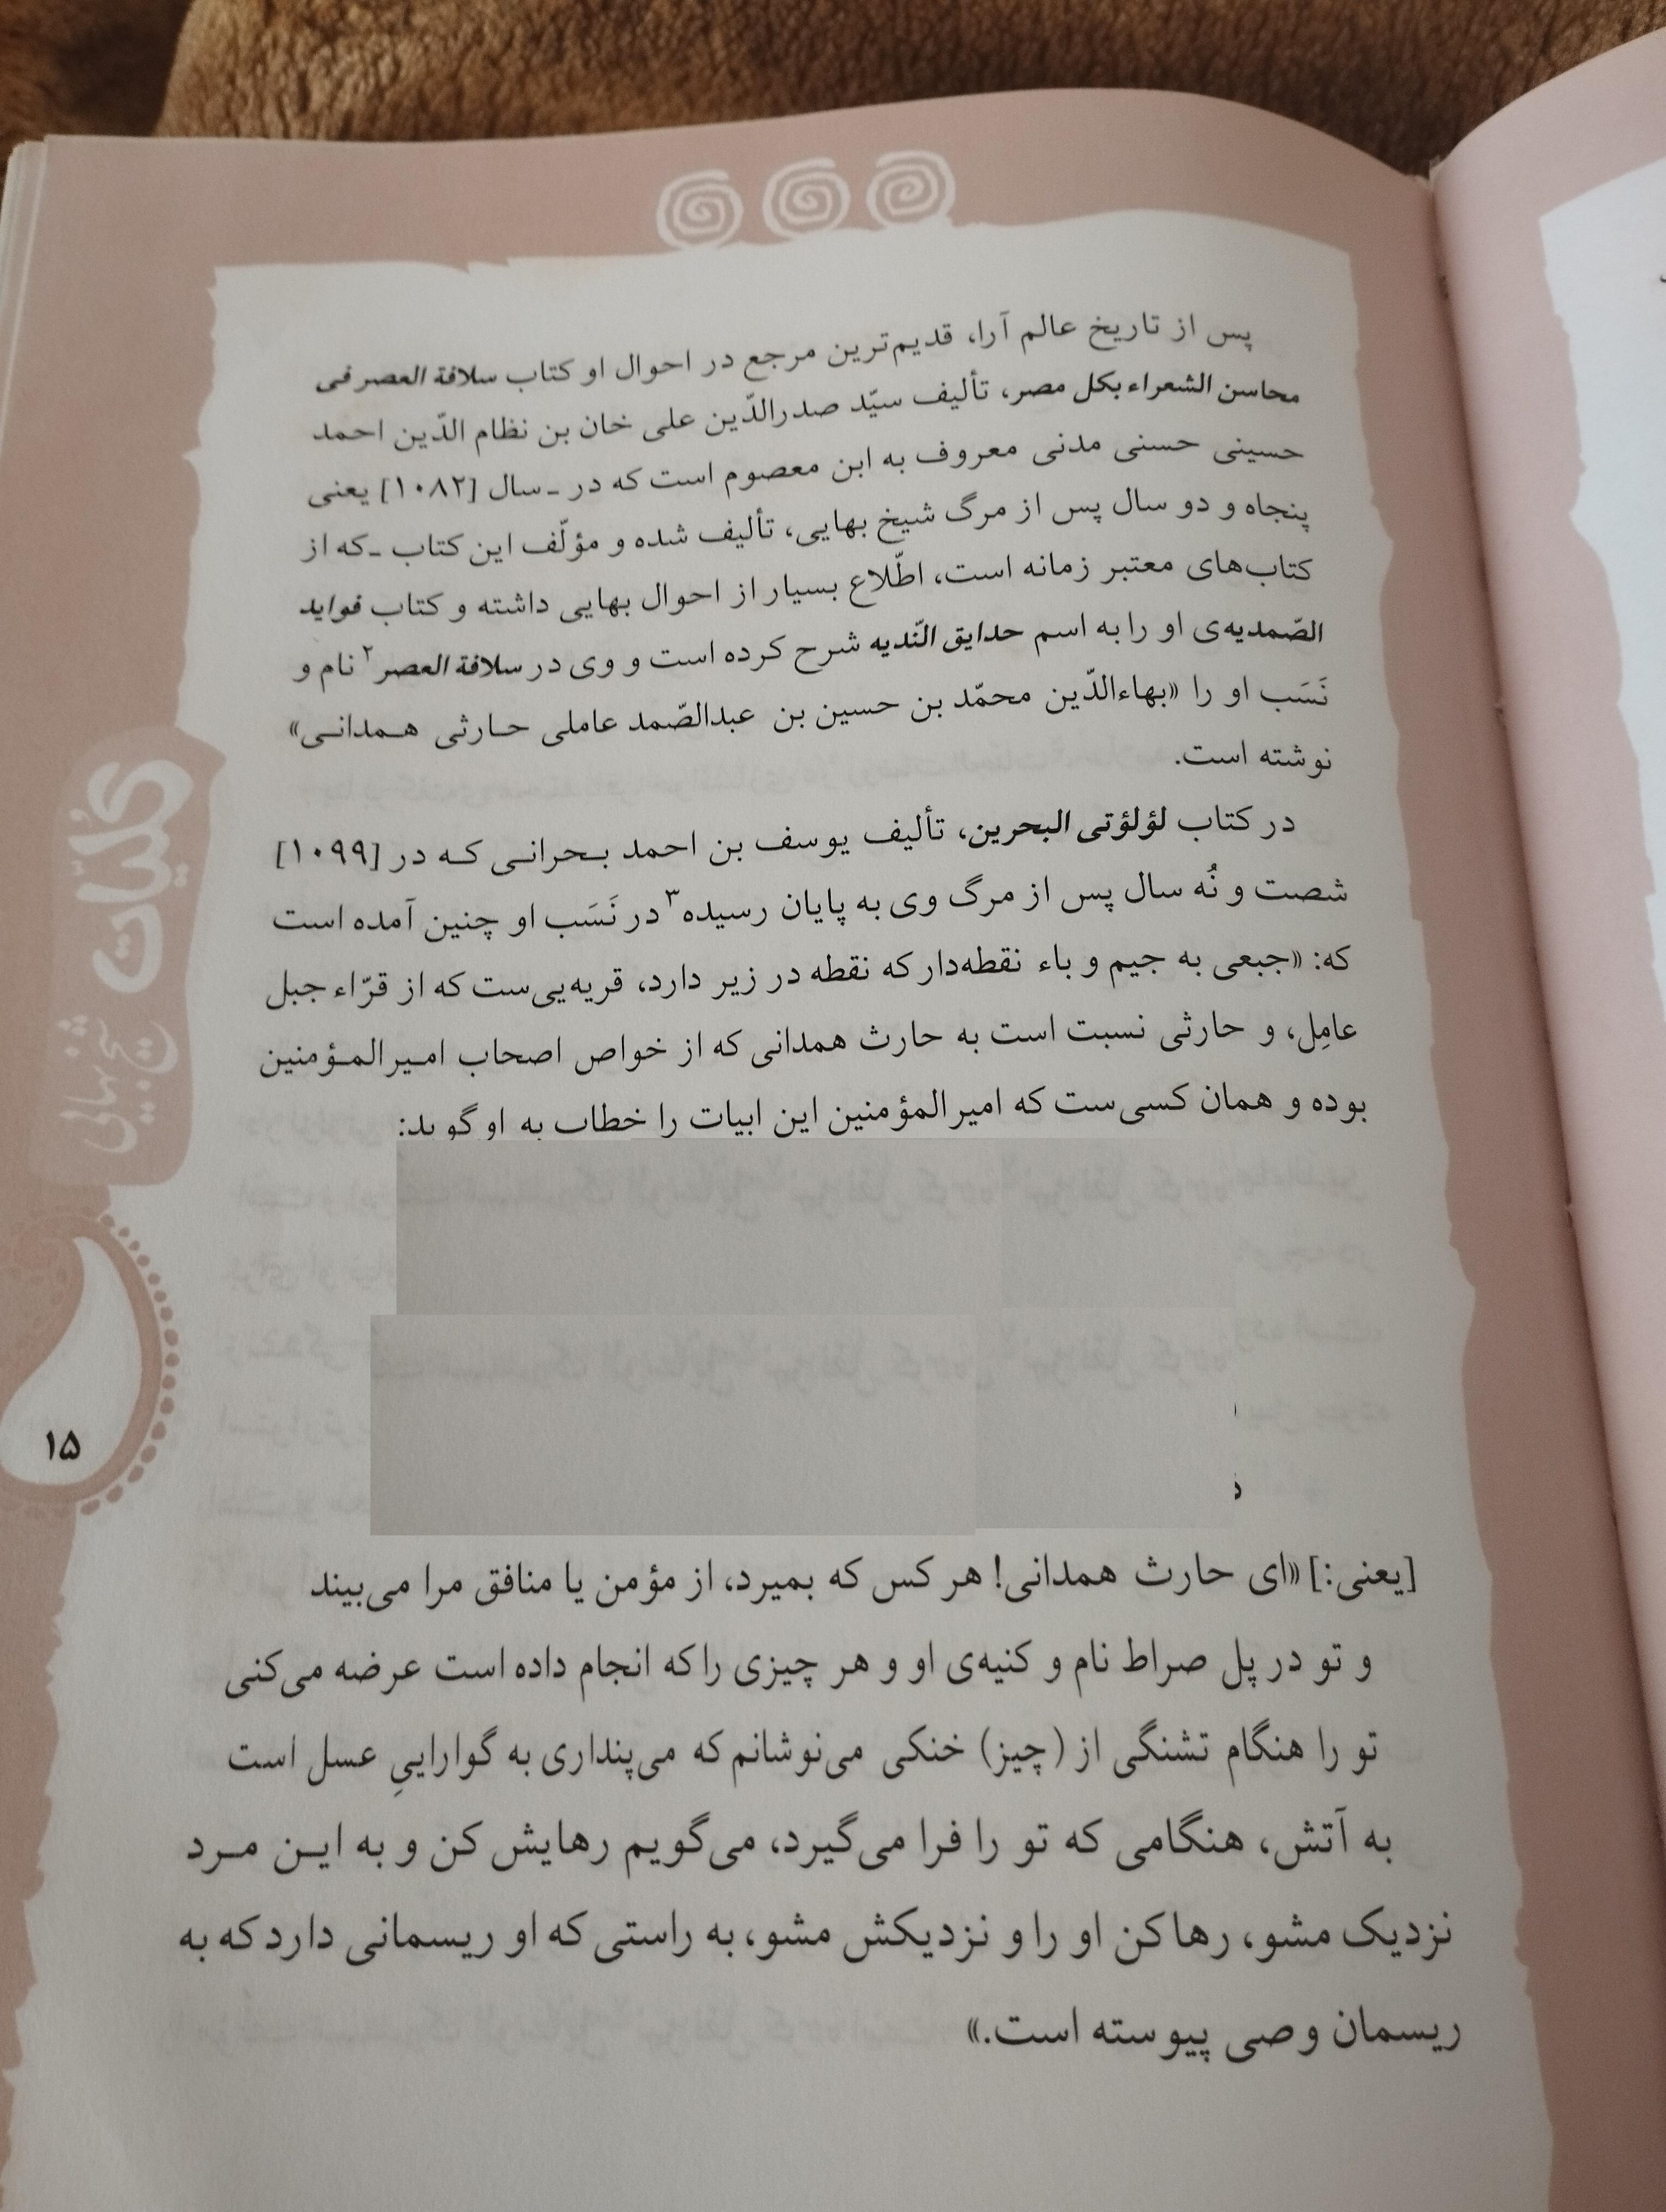 پس از تاریخ عالم آرا، قدیم‌ترین مرجع در احوال او کتاب سلافة العصر فی
محاسن الشعراء بکل مصر، تألیف سیّد صدرالدّین علی خان بن نظام الدّین احمد
حسینی حسنی مدنی معروف به ابن معصوم است که در ـ سال [۱۰۸۲] یعنی
پنجاه و دو سال پس از مرگ شیخ بهایی، تألیف شده و مؤلّف این کتاب ـ که از
کتاب‌های معتبر زمانه است، اطّلاع بسیار از احوال بهایی داشته و کتاب فواید
الصّمدیه‌ی او را به اسم حدایق النّدیه شرح کرده است و وی در سلافة العصر۲ نام و
نَسَب او را «بهاءالدّین محمّد بن حسین بن عبدالصّمد عاملی حـارثی هـمدانـی»
نوشته است.
در کتاب لؤلؤتی البحرین، تألیف یوسف بن احمد بـحرانـی کـه در [۱۰۹۹]
شصت و نُه سال پس از مرگ وی به پایان رسیده۳ در نَسَب او چنین آمده است
که: «جبعی به جیم و باء نقطه‌دار که نقطه در زیر دارد، قریه‌یی‌ست که از قرّاء جبل
عامِل، و حارثی نسبت است به حارث همدانی که از خواص اصحاب امـیرالمـؤمنین
بوده و همان کسی‌ست که امیرالمؤمنین این ابیات را خطاب به او گوید:
[یعنی:] «ای حارث همدانی! هر کس که بمیرد، از مؤمن یا منافق مرا می‌بیند
و تو در پل صراط نام و کنیه‌ی او و هر چیزی را که انجام داده است عرضه می‌کنی
تو را هنگام تشنگی از (چیز) خنکی می‌نوشانم که می‌پنداری به گواراییِ عسل است
به آتش، هنگامی که تو را فرا می‌گیرد، می‌گویم رهایش کن و به ایـن مـرد
نزدیک مشو، رها کن او را و نزدیکش مشو، به راستی که او ریسمانی دارد که به
ریسمان وصی پیوسته است.»
کلیّات
شیخ بهایی
۱۵